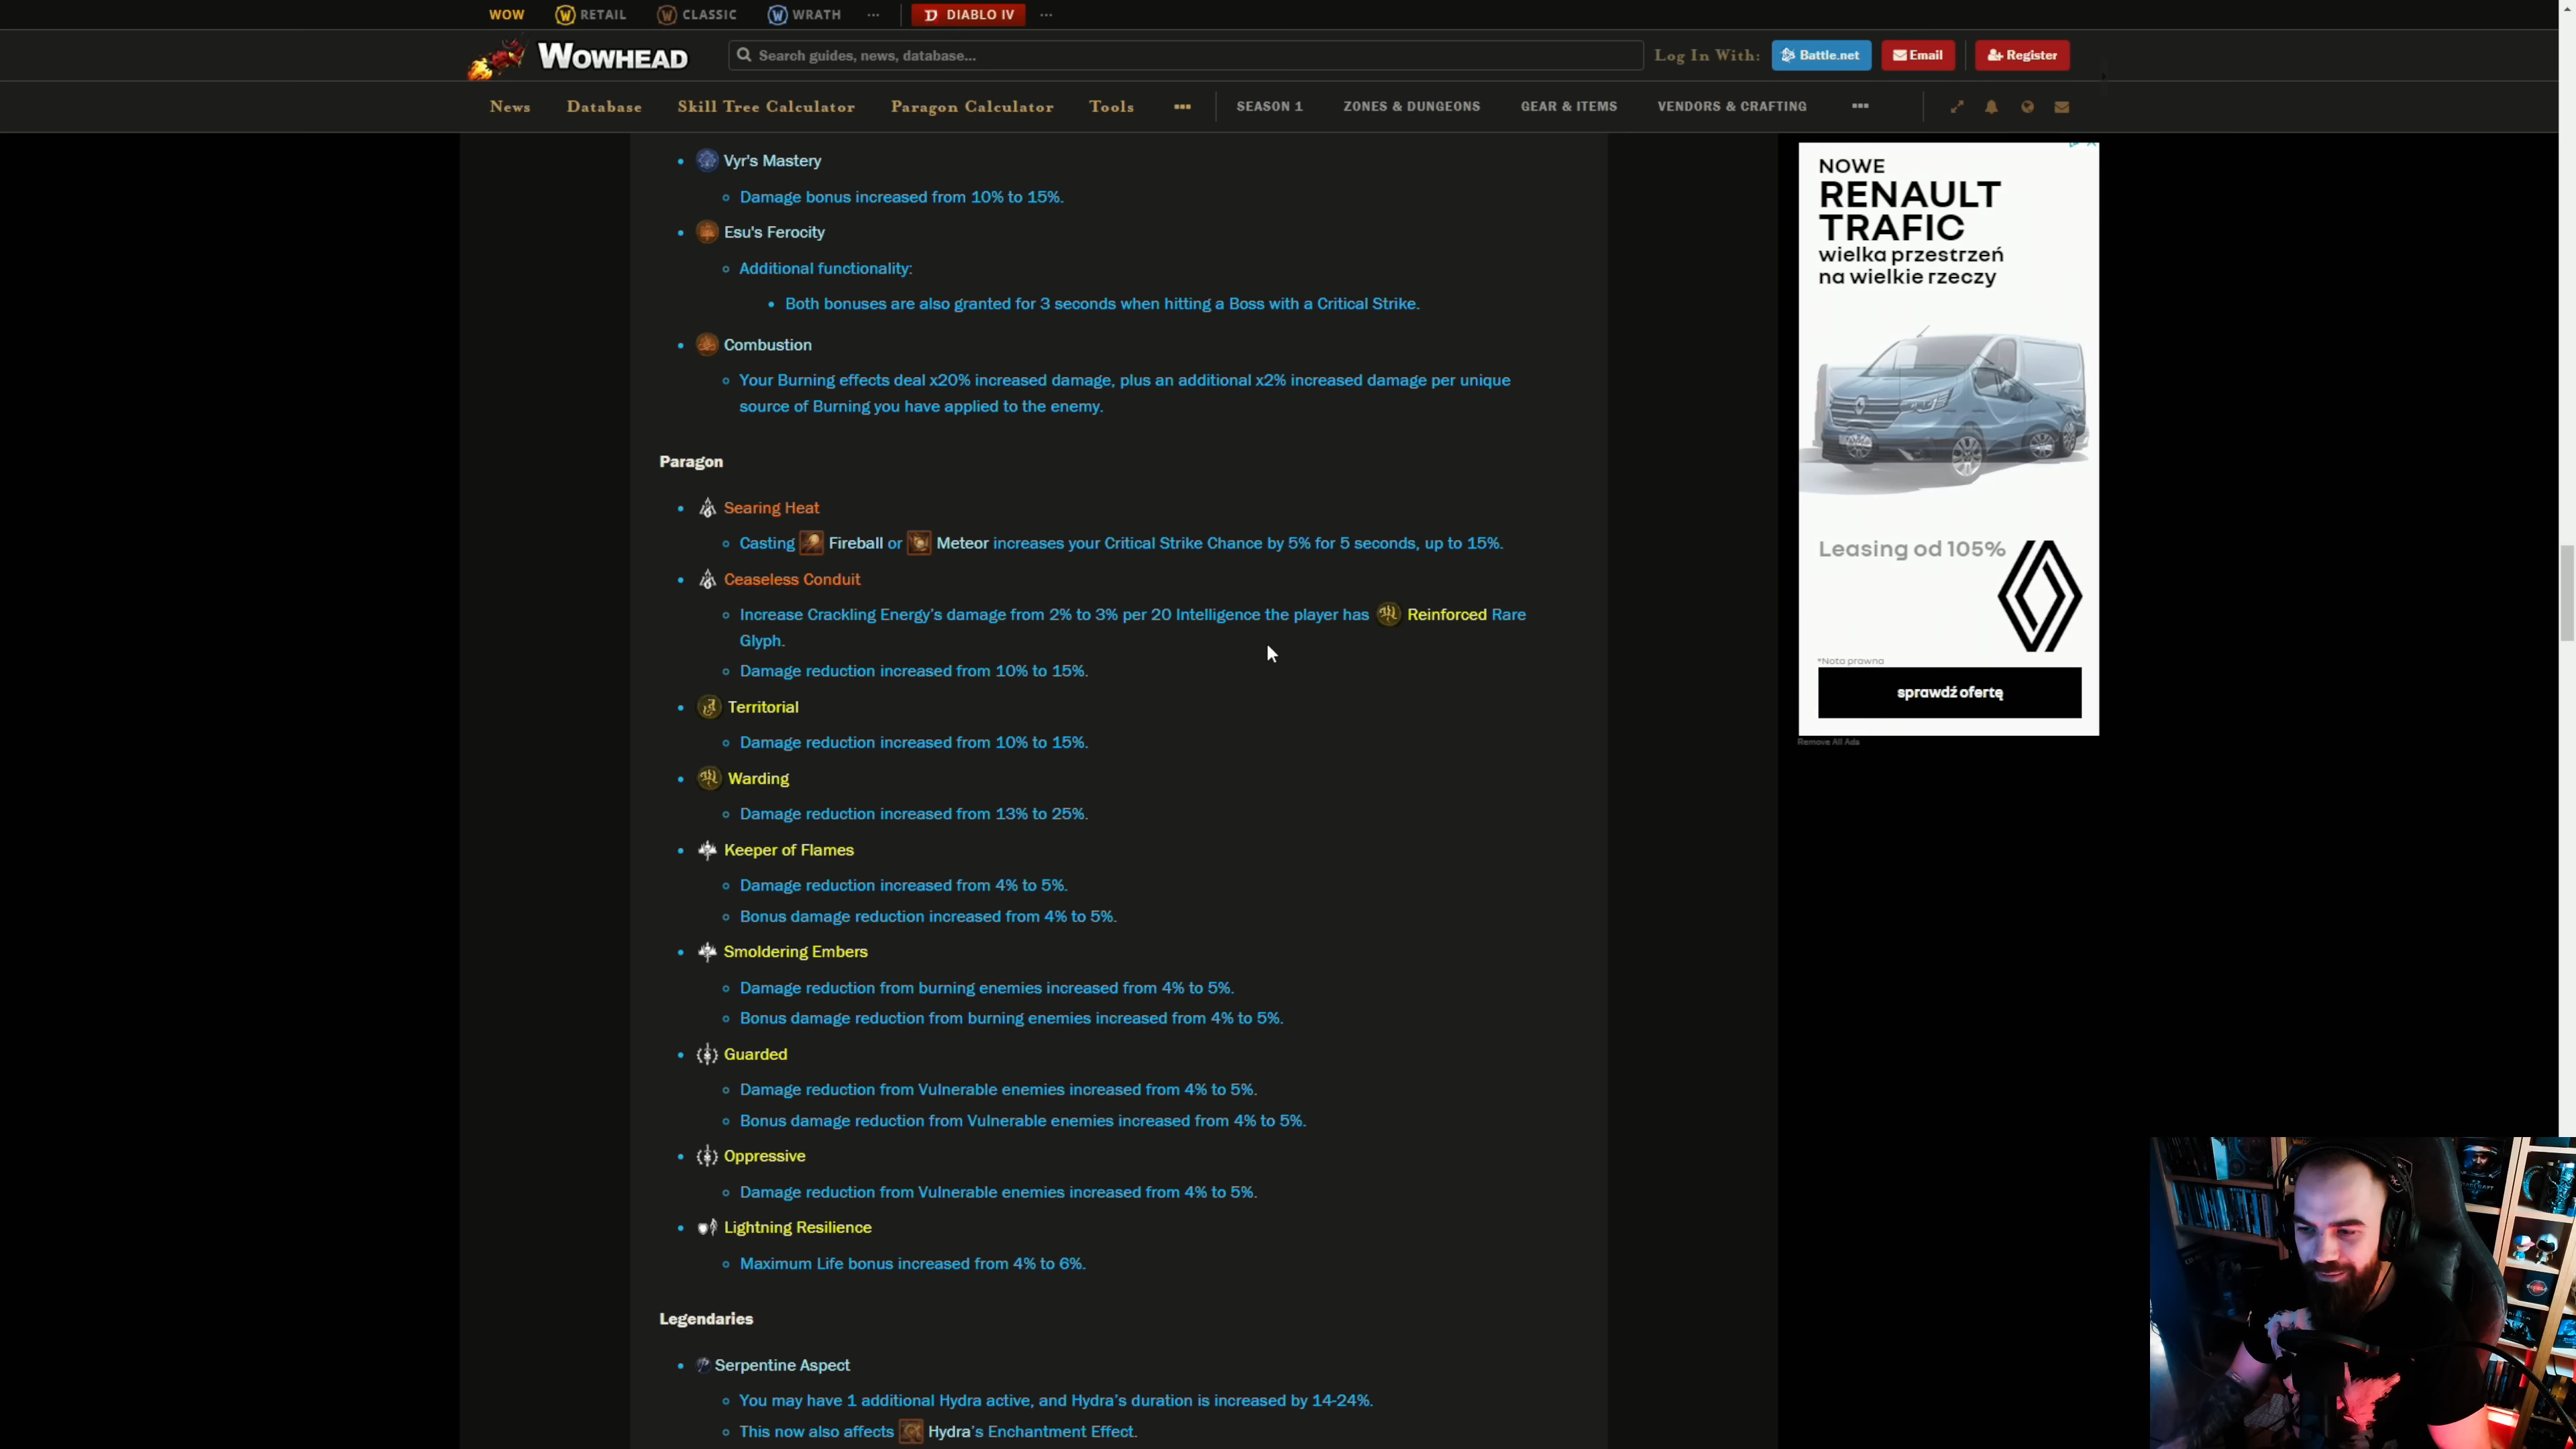 WOW RETAIL CLASSIC WRATH ••• DIABLO IV •••
WOWHEAD Search guides, news, database... Log In With: Battle.net Email Register
News Database Skill Tree Calculator Paragon Calculator Tools ••• SEASON 1 ZONES & DUNGEONS GEAR & ITEMS VENDORS & CRAFTING •••
Vyr's Mastery
Damage bonus increased from 10% to 15%.
Esu's Ferocity
Additional functionality:
Both bonuses are also granted for 3 seconds when hitting a Boss with a Critical Strike.
Combustion
Your Burning effects deal x20% increased damage, plus an additional x2% increased damage per unique
source of Burning you have applied to the enemy.
Paragon
Searing Heat
Casting Fireball or Meteor increases your Critical Strike Chance by 5% for 5 seconds, up to 15%.
Ceaseless Conduit
Increase Crackling Energy’s damage from 2% to 3% per 20 Intelligence the player has Reinforced Rare
Glyph.
Damage reduction increased from 10% to 15%.
Territorial
Damage reduction increased from 10% to 15%.
Warding
Damage reduction increased from 13% to 25%.
Keeper of Flames
Damage reduction increased from 4% to 5%.
Bonus damage reduction increased from 4% to 5%.
Smoldering Embers
Damage reduction from burning enemies increased from 4% to 5%.
Bonus damage reduction from burning enemies increased from 4% to 5%.
Guarded
Damage reduction from Vulnerable enemies increased from 4% to 5%.
Bonus damage reduction from Vulnerable enemies increased from 4% to 5%.
Oppressive
Damage reduction from Vulnerable enemies increased from 4% to 5%.
Lightning Resilience
Maximum Life bonus increased from 4% to 6%.
Legendaries
Serpentine Aspect
You may have 1 additional Hydra active, and Hydra’s duration is increased by 14-24%.
This now also affects Hydra's Enchantment Effect.
NOWE
RENAULT
TRAFIC
wielka przestrzeń
na wielkie rzeczy
Leasing od 105%
*Nota prawna
sprawdź ofertę
Remove All Ads